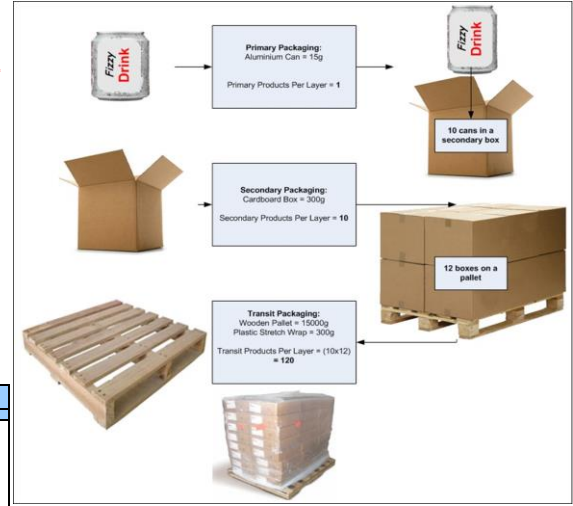 Fizzy
Drink
Primary Packaging:
Aluminium Can = 15g
Primary Products Per Layer = 1
Fizzy
Drink
10 cans in a
secondary box
Secondary Packaging:
Cardboard Box = 300g
Secondary Products Per Layer = 10
12 boxes on a
pallet
Transit Packaging:
Wooden Pallet = 15000g
Plastic Stretch Wrap = 300g
Transit Products Per Layer = (10x12)
= 120